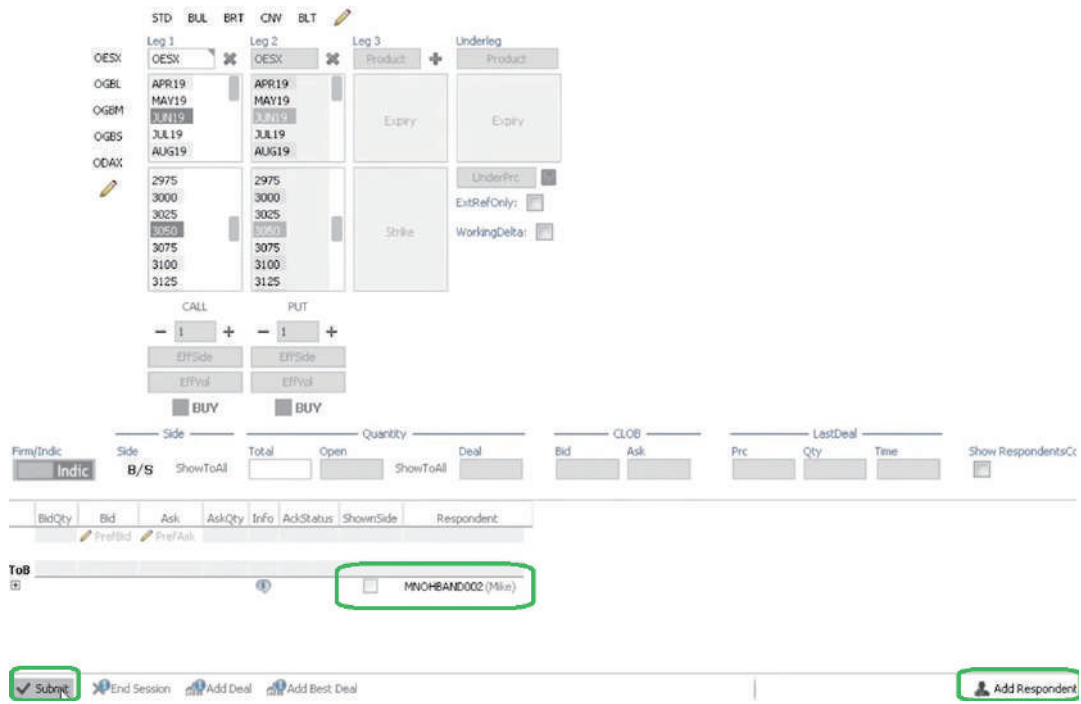 STD BUL BRT CNV BLT
Leg 1 Leg 2 Leg 3 Underleg
OESX OESX OESX Product Product
OGBL APR19 APR19
MAY19 MAY19
OGBM JUN19 JUN19 Expiry Expiry
OGBS JUL19 JUL19
AUG19 AUG19
ODAX
2975 2975 UnderPrc
3000 3000 ExtRefOnly:
3025 3025
3050 3050 Strike WorkingDelta:
3075 3075
3100 3100
3125 3125
CALL PUT
− 1 + − 1 +
EffSide EffSide
EffVol EffVol
BUY BUY
Side Quantity CLOB LastDeal
Firm/Indic Side Total Open Deal Bid Ask Prc Qty Time Show RespondentsCo
Indic B/S ShowToAll ShowToAll
BidQty Bid Ask AskQty Info AckStatus ShownSide Respondent
PrefBid PrefAsk
ToB
MNOHBAND002 (Mike)
Submit End Session Add Deal Add Best Deal Add Respondent